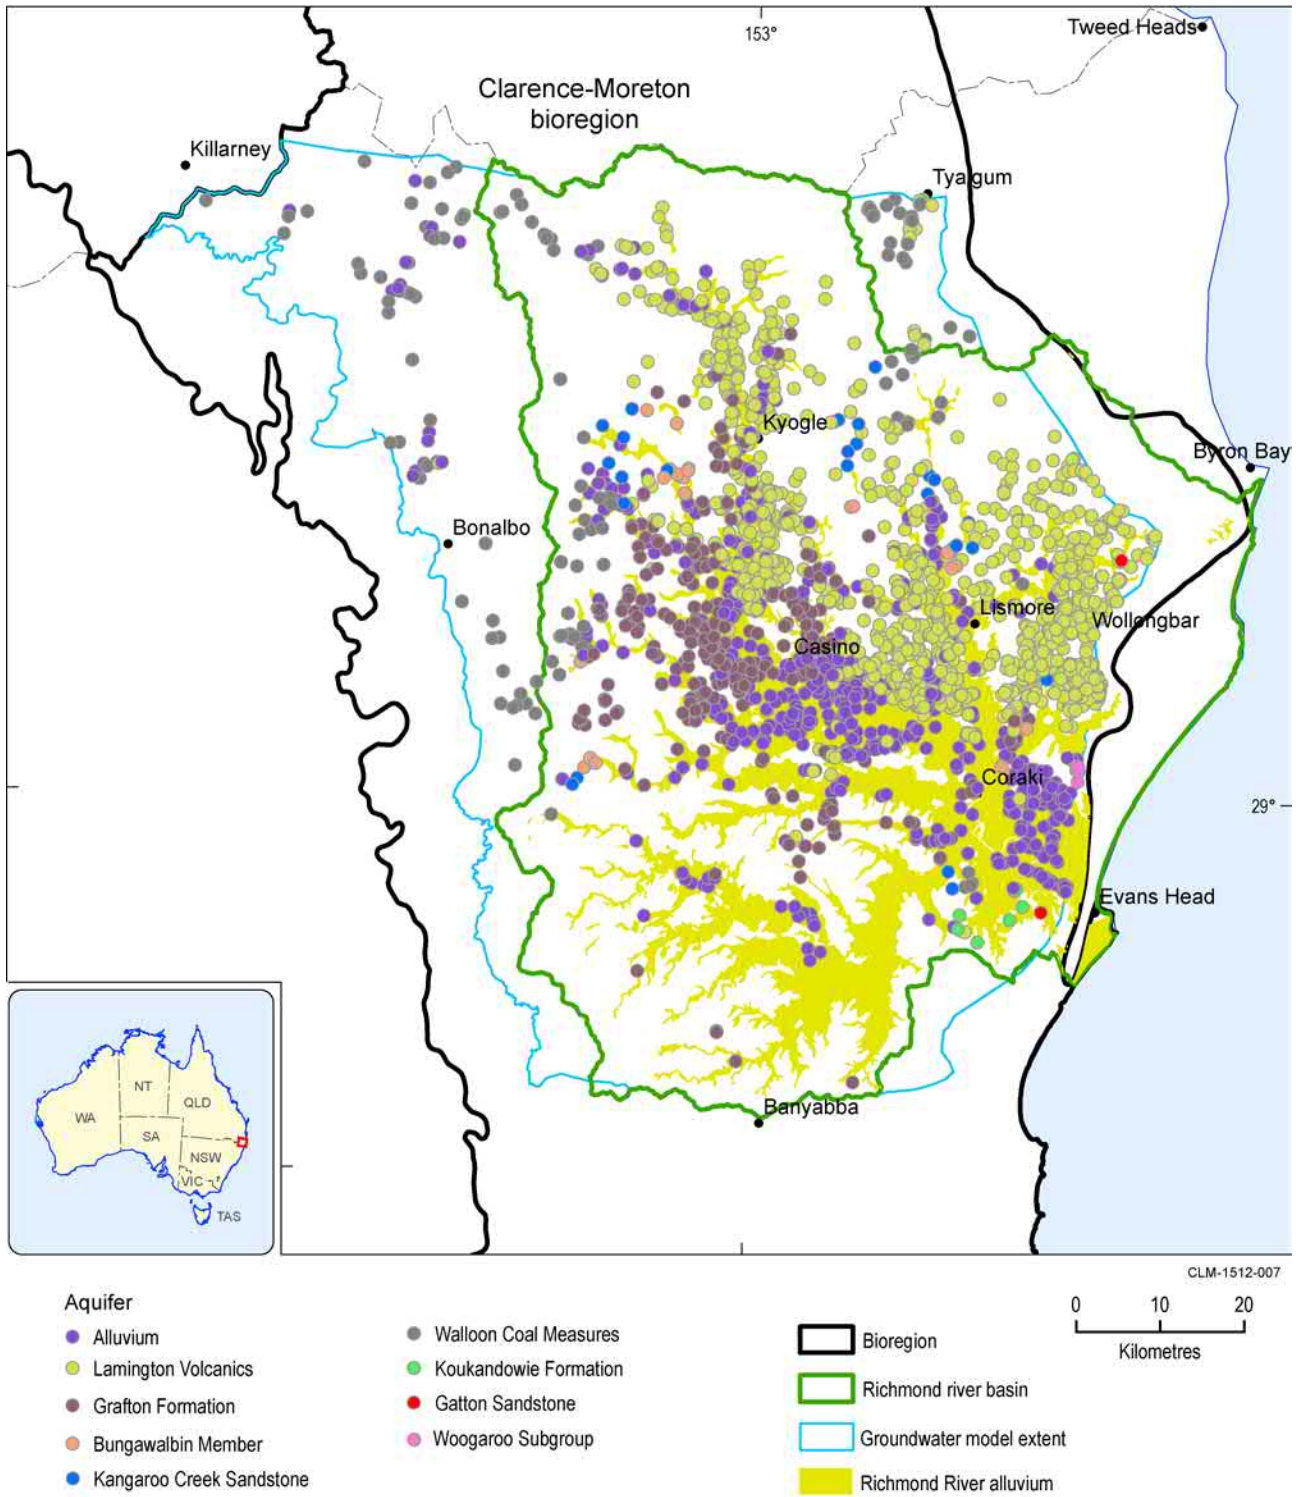 153°
Tweed Heads
Clarence-Moreton
bioregion
Killarney
Tyalgum
Kyogle
Byron Bay
Bonalbo
Lismore
Wollongbar
Casino
Coraki
29°
Evans Head
Banyabba
NT
QLD
WA
SA
NSW
VIC
TAS
CLM-1512-007
Aquifer
Alluvium
Lamington Volcanics
Grafton Formation
Bungawalbin Member
Kangaroo Creek Sandstone
Walloon Coal Measures
Koukandowie Formation
Gatton Sandstone
Woogaroo Subgroup
Bioregion
Richmond river basin
Groundwater model extent
Richmond River alluvium
0 10 20
Kilometres